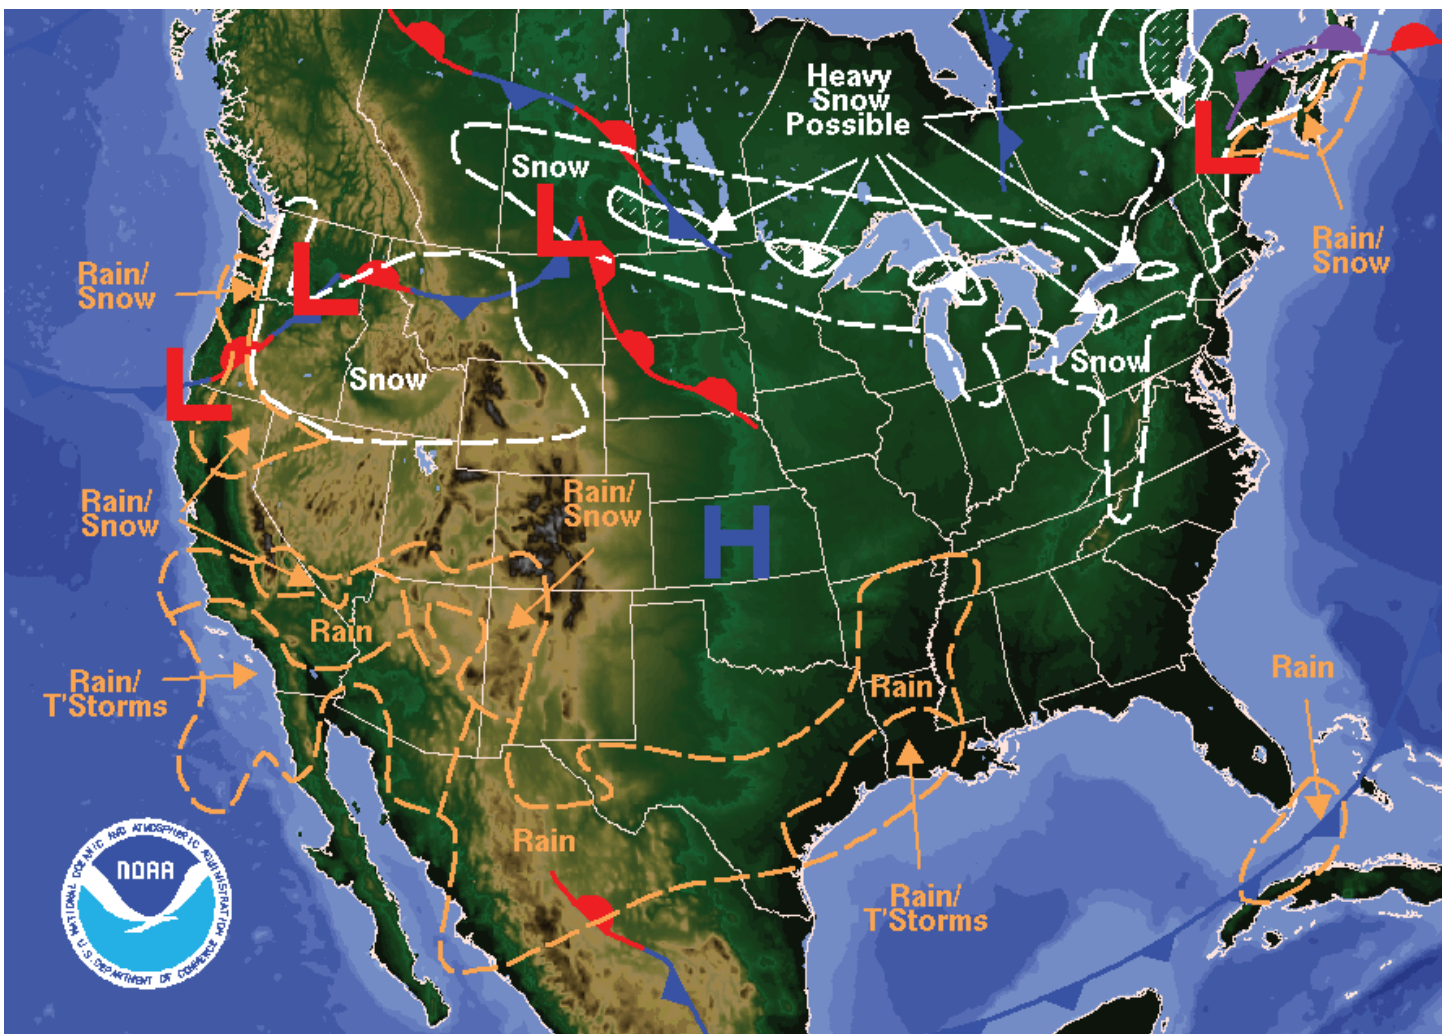 Heavy
Snow
Possible
Snow
L
L
Rain/
Snow
Rain/
Snow
L
Snow
Snow
L
Rain/
Snow
Rain/
Snow
H
Rain
Rain/
T'Storms
Rain
Rain
Rain
Rain/
T'Storms
NATIONAL OCEANIC AND ATMOSPHERIC ADMINISTRATION
NOAA
U.S. DEPARTMENT OF COMMERCE